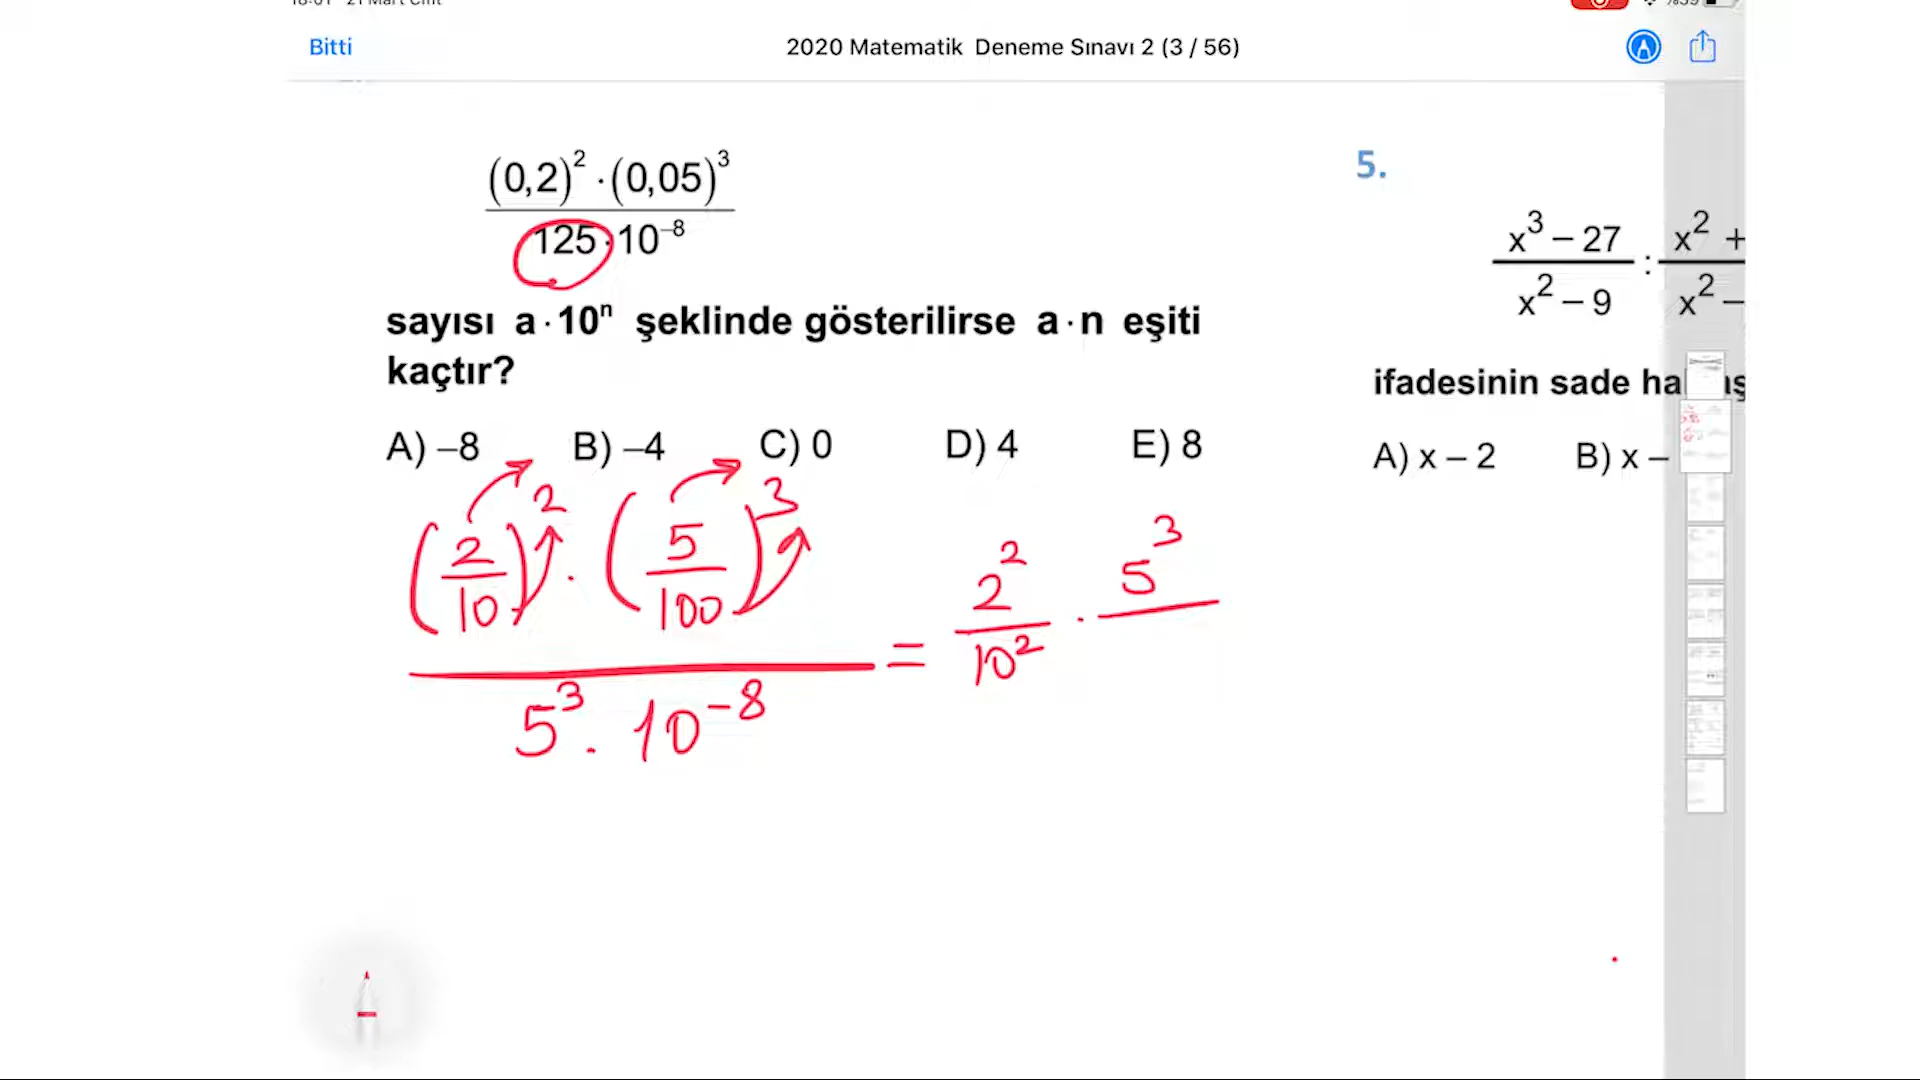 Bitti
2020 Matematik Deneme Sınavı 2 (3 / 56)
(0,2)² · (0,05)³
125 · 10⁻⁸
sayısı a · 10ⁿ şeklinde gösterilirse a · n eşiti
kaçtır?
A) –8 B) –4 C) 0 D) 4 E) 8
(2/10)² · (5/100)³
5³ . 10⁻⁸
= 2²/10² · 5³
5.
x³ – 27 : x² +
x² – 9 x² –
ifadesinin sade
A) x – 2 B) x –